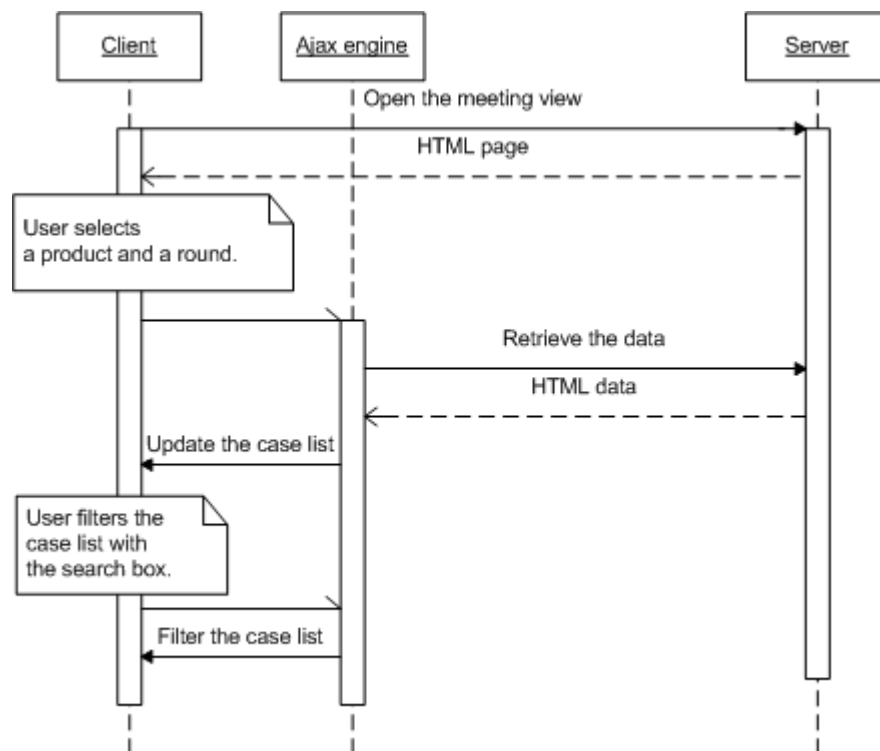 Client
Ajax engine
Server
Open the meeting view
HTML page
User selects
a product and a round.
Retrieve the data
HTML data
Update the case list
User filters the
case list with
the search box.
Filter the case list